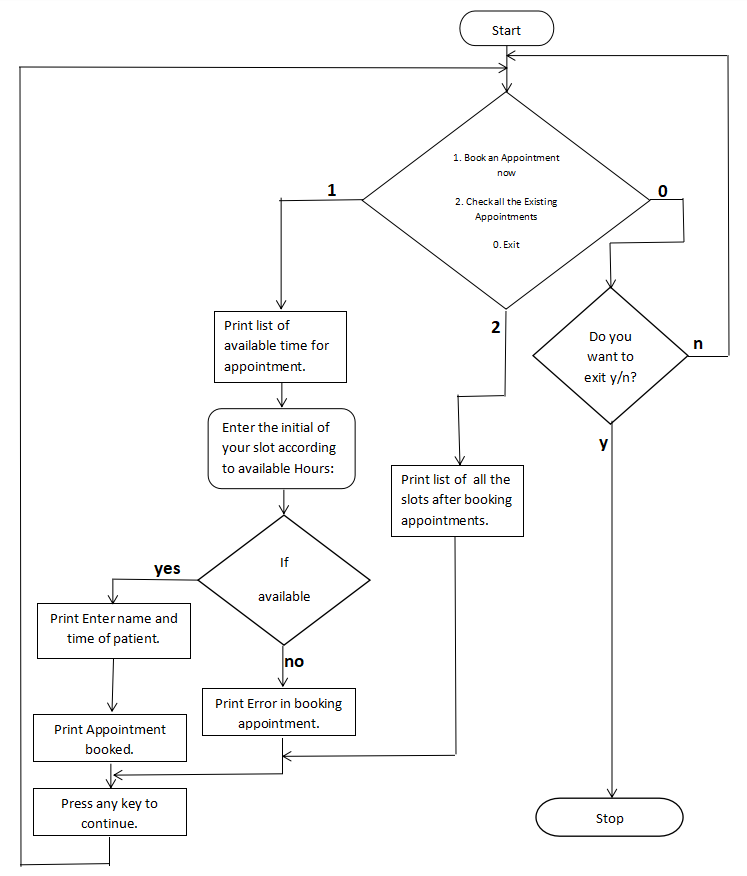 Start
1. Book an Appointment
now
2. Check all the Existing
Appointments
0. Exit
1
0
2
Print list of
available time for
appointment.
Do you
want to
exit y/n?
n
y
Enter the initial of
your slot according
to available Hours:
Print list of all the
slots after booking
appointments.
If
available
yes
no
Print Enter name and
time of patient.
Print Error in booking
appointment.
Print Appointment
booked.
Press any key to
continue.
Stop